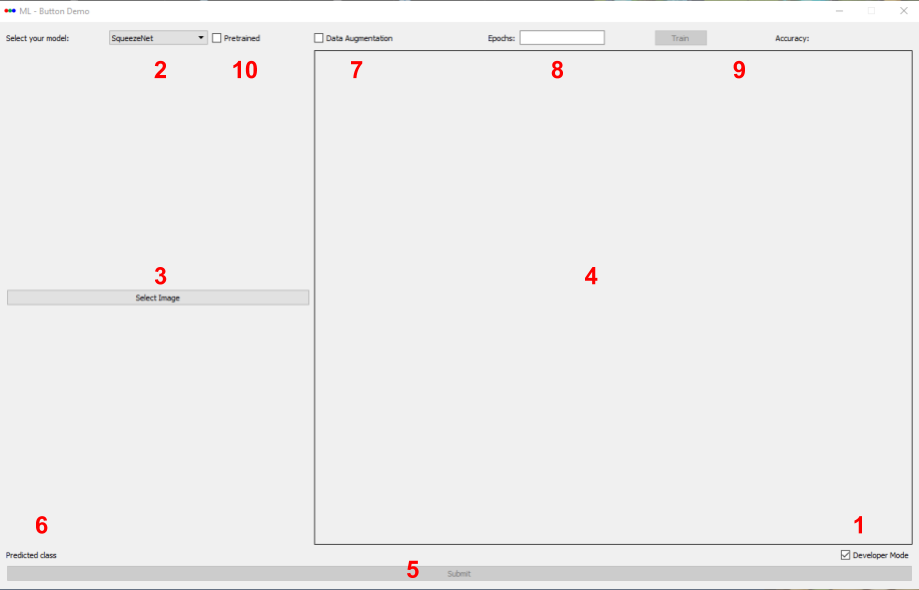 ML - Button Demo
Select your model: SqueezeNet Pretrained Data Augmentation Epochs: Train Accuracy:
2 10 7 8 9
3 4
Select Image
6 1
Predicted class Developer Mode
5 Submit